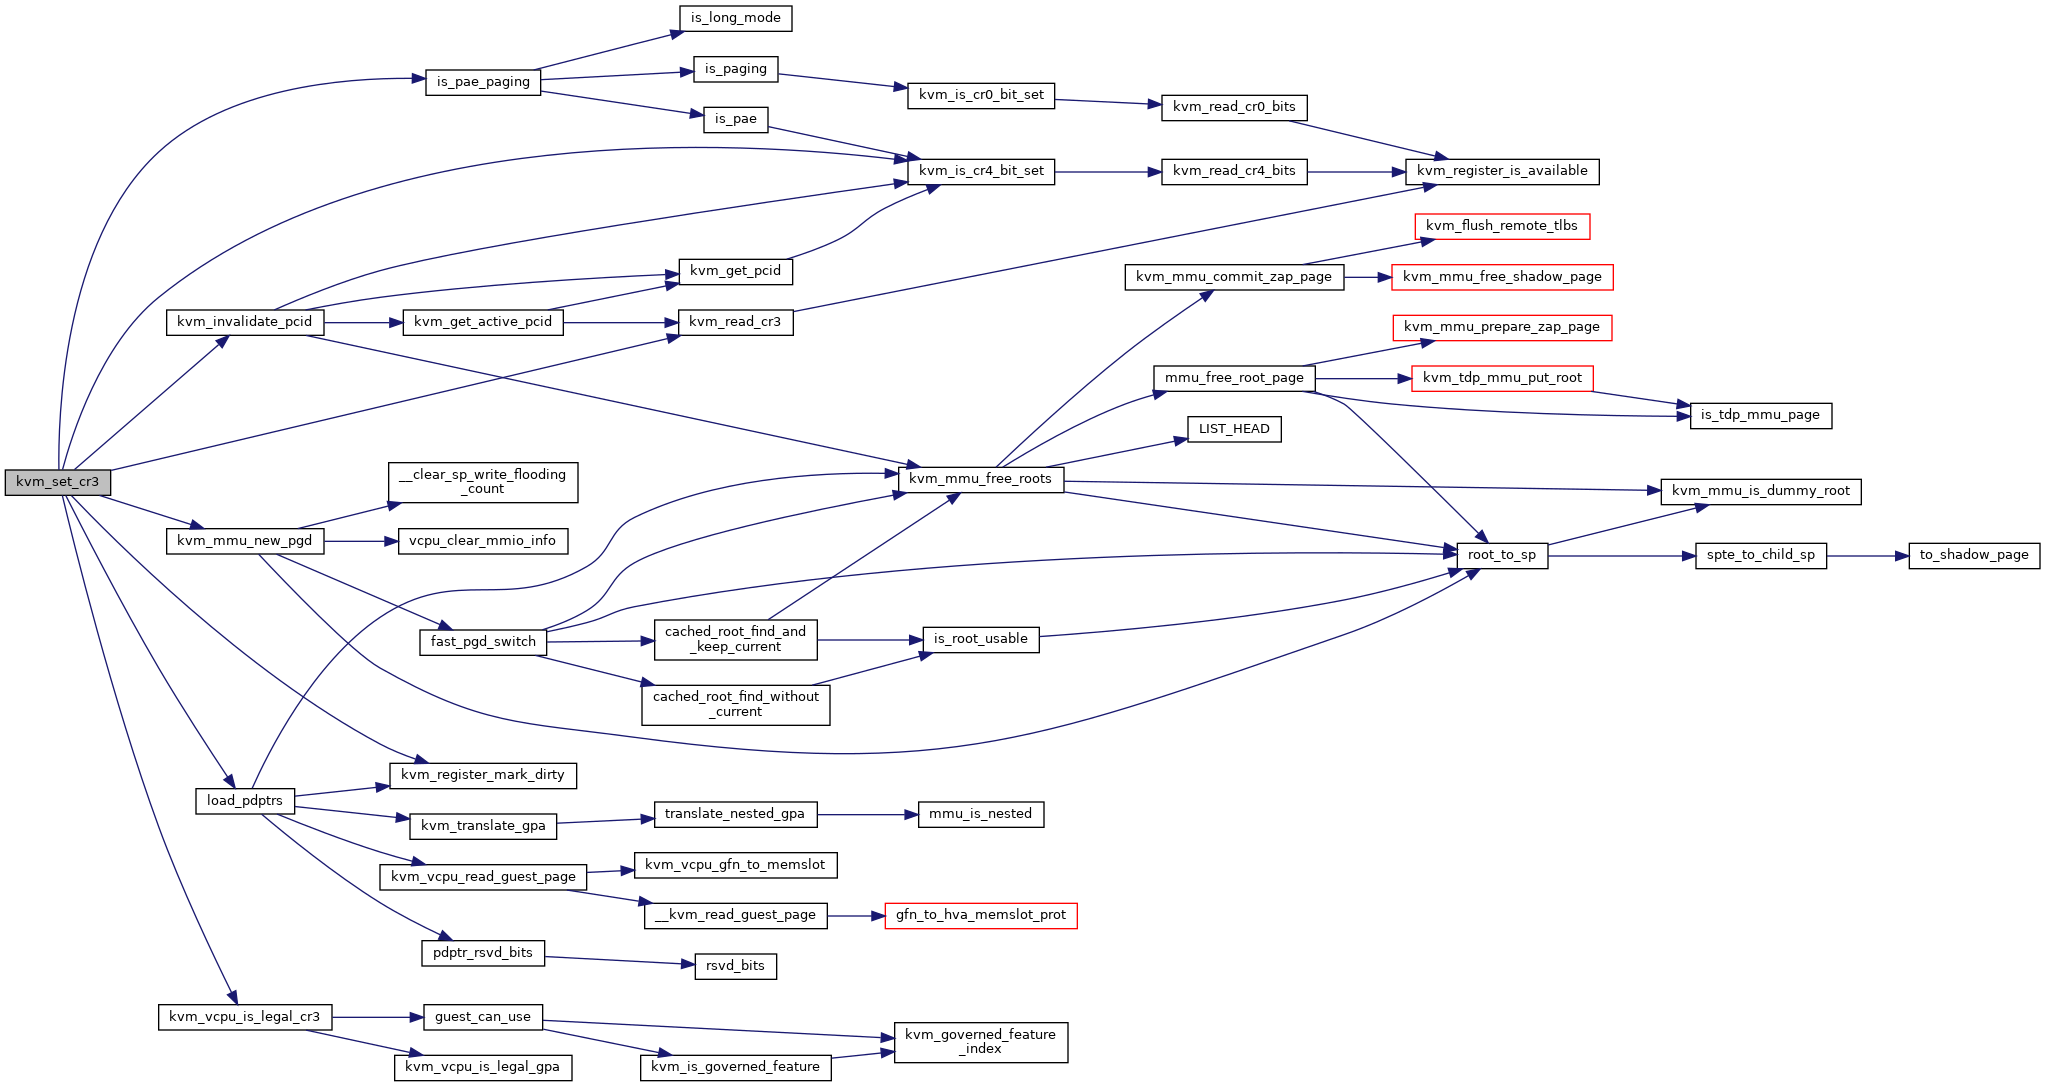 is_long_mode
is_paging
is_pae_paging
kvm_is_cr0_bit_set
kvm_read_cr0_bits
is_pae
kvm_is_cr4_bit_set
kvm_read_cr4_bits
kvm_register_is_available
kvm_flush_remote_tlbs
kvm_get_pcid
kvm_mmu_commit_zap_page
kvm_mmu_free_shadow_page
kvm_invalidate_pcid
kvm_get_active_pcid
kvm_read_cr3
kvm_mmu_prepare_zap_page
mmu_free_root_page
kvm_tdp_mmu_put_root
is_tdp_mmu_page
LIST_HEAD
kvm_set_cr3
__clear_sp_write_flooding
_count
kvm_mmu_free_roots
kvm_mmu_is_dummy_root
kvm_mmu_new_pgd
vcpu_clear_mmio_info
root_to_sp
spte_to_child_sp
to_shadow_page
fast_pgd_switch
cached_root_find_and
_keep_current
is_root_usable
cached_root_find_without
_current
kvm_register_mark_dirty
load_pdptrs
kvm_translate_gpa
translate_nested_gpa
mmu_is_nested
kvm_vcpu_read_guest_page
kvm_vcpu_gfn_to_memslot
__kvm_read_guest_page
gfn_to_hva_memslot_prot
pdptr_rsvd_bits
rsvd_bits
kvm_vcpu_is_legal_cr3
guest_can_use
kvm_governed_feature
_index
kvm_vcpu_is_legal_gpa
kvm_is_governed_feature